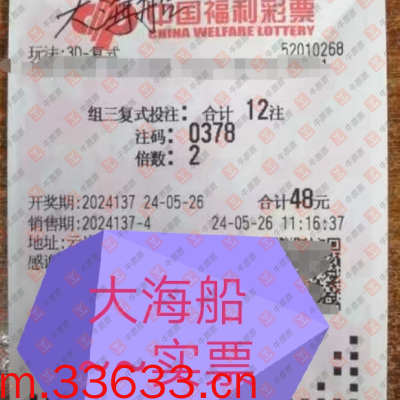 大海船
中国福利彩票
CHINA WELFARE LOTTERY
玩法:3D-复式 52010268
组三复式投注: 合计 12注
注码: 0378
倍数: 2
开奖期:2024137 24-05-26 合计48元
销售期:2024137-4 24-05-26 11:16:37
地址:云
感谢
大海船
~~实票
m.33633.cn